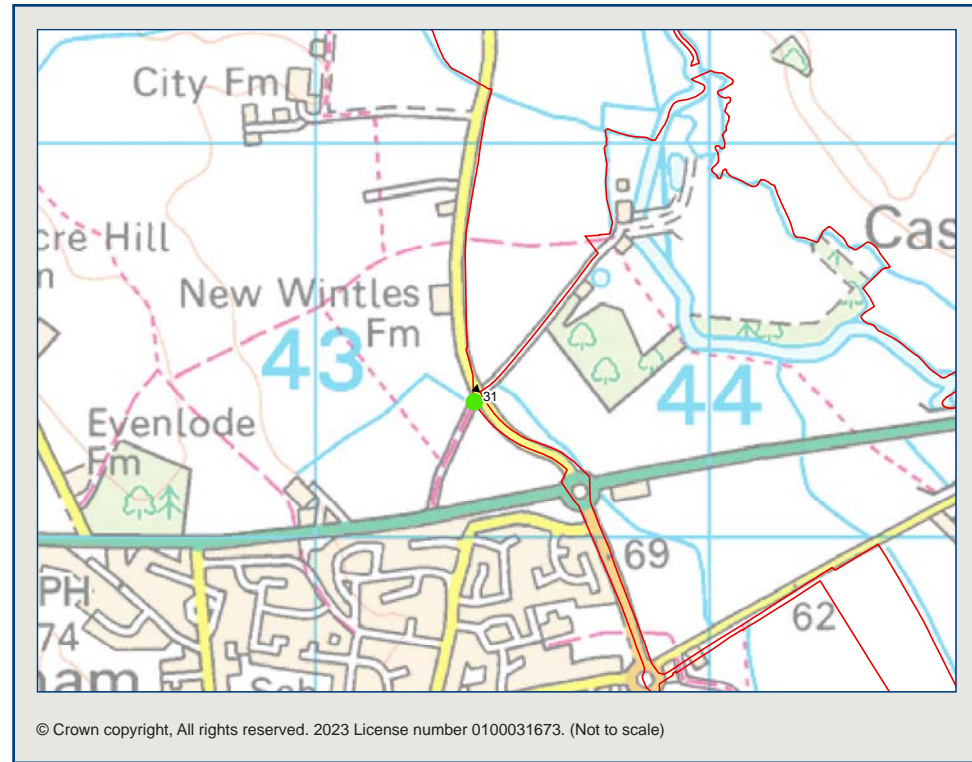 City Fm
cre Hill
m
Cas
New Wintles
Fm
43
31
44
Evenlode
Fm
69
PH
74
62
ham
Sch
© Crown copyright, All rights reserved. 2023 License number 0100031673. (Not to scale)